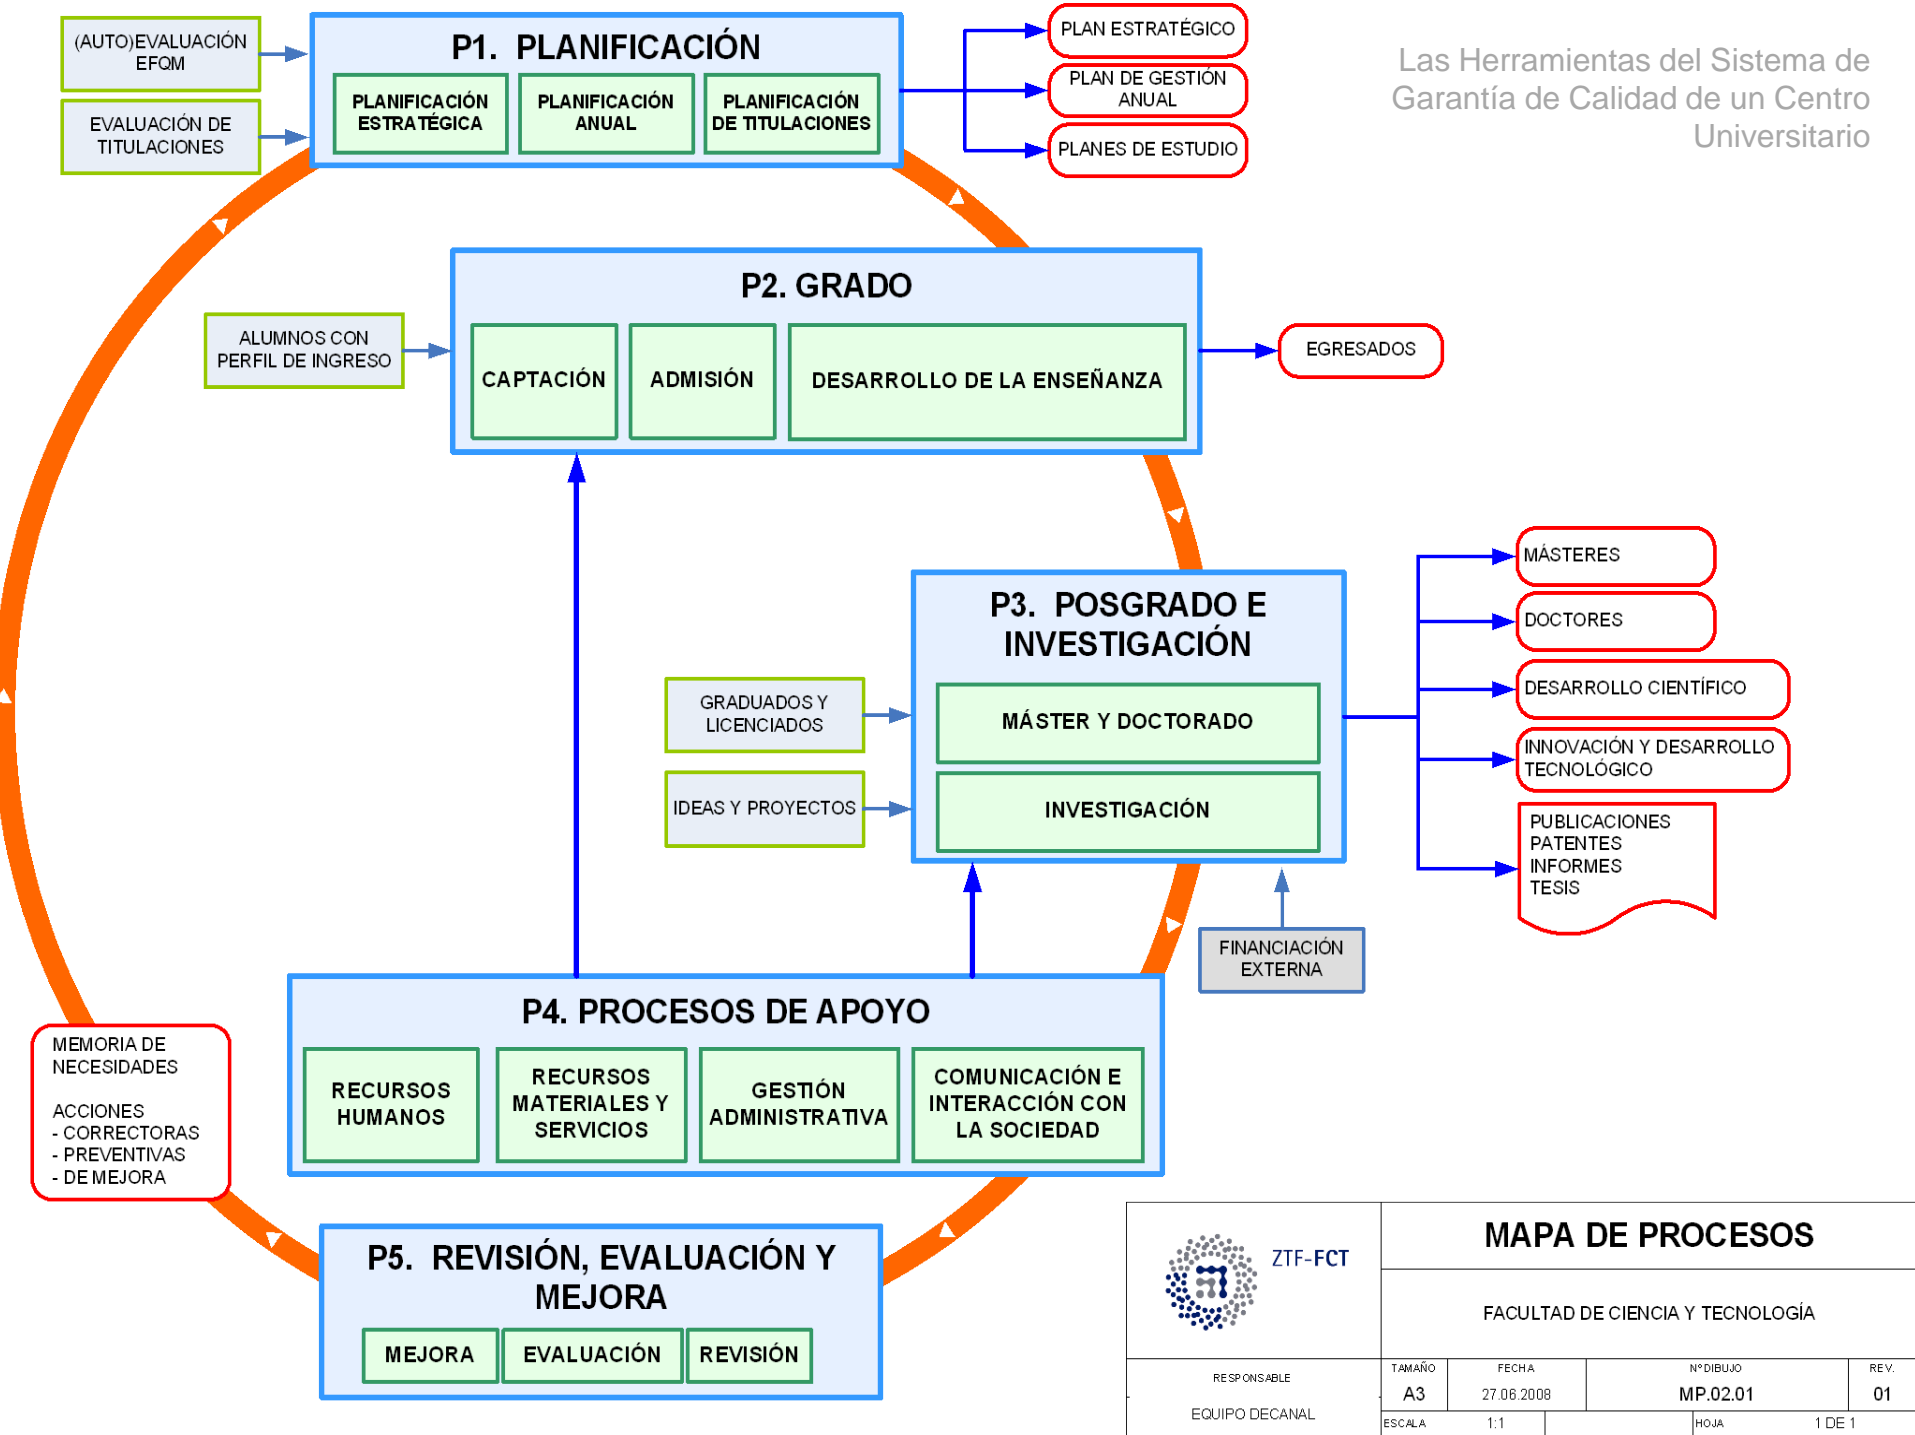 Las Herramientas del Sistema de
Garantía de Calidad de un Centro
Universitario
(AUTO)EVALUACIÓN
EFQM
EVALUACIÓN DE
TITULACIONES
P1. PLANIFICACIÓN
PLANIFICACIÓN
ESTRATÉGICA
PLANIFICACIÓN
ANUAL
PLANIFICACIÓN
DE TITULACIONES
PLAN ESTRATÉGICO
PLAN DE GESTIÓN
ANUAL
PLANES DE ESTUDIO
P2. GRADO
ALUMNOS CON
PERFIL DE INGRESO
CAPTACIÓN
ADMISIÓN
DESARROLLO DE LA ENSEÑANZA
EGRESADOS
P3. POSGRADO E
INVESTIGACIÓN
GRADUADOS Y
LICENCIADOS
IDEAS Y PROYECTOS
MÁSTER Y DOCTORADO
INVESTIGACIÓN
MÁSTERES
DOCTORES
DESARROLLO CIENTÍFICO
INNOVACIÓN Y DESARROLLO
TECNOLÓGICO
PUBLICACIONES
PATENTES
INFORMES
TESIS
FINANCIACIÓN
EXTERNA
P4. PROCESOS DE APOYO
RECURSOS
HUMANOS
RECURSOS
MATERIALES Y
SERVICIOS
GESTIÓN
ADMINISTRATIVA
COMUNICACIÓN E
INTERACCIÓN CON
LA SOCIEDAD
MEMORIA DE
NECESIDADES
ACCIONES
- CORRECTORAS
- PREVENTIVAS
- DE MEJORA
P5. REVISIÓN, EVALUACIÓN Y
MEJORA
MEJORA
EVALUACIÓN
REVISIÓN
ZTF-FCT
MAPA DE PROCESOS
FACULTAD DE CIENCIA Y TECNOLOGÍA
RESPONSABLE
EQUIPO DECANAL
TAMAÑO
A3
FECHA
27.06.2008
Nº DIBUJO
MP.02.01
REV.
01
ESCALA
1:1
HOJA
1 DE 1